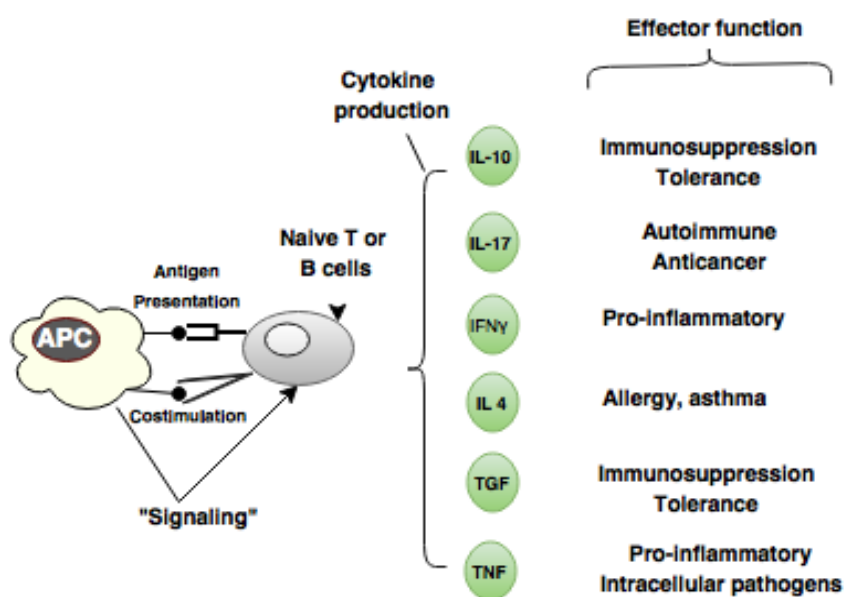 Effector function
Cytokine
production
IL-10
Immunosuppression
Tolerance
Naive T or
B cells
IL-17
Autoimmune
Anticancer
Antigen
Presentation
APC
IFNγ
Pro-inflammatory
Costimulation
IL 4
Allergy, asthma
"Signaling"
TGF
Immunosuppression
Tolerance
TNF
Pro-inflammatory
Intracellular pathogens